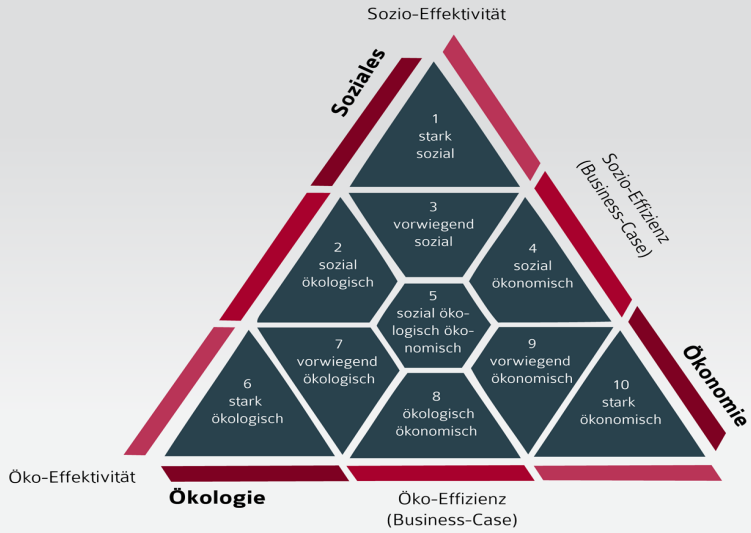 Sozio-Effektivität
Soziales
1
stark
sozial
Sozio-Effizienz
(Business-Case)
3
vorwiegend
sozial
2
sozial
ökologisch
4
sozial
ökonomisch
5
sozial öko-
logisch öko-
nomisch
7
vorwiegend
ökologisch
9
vorwiegend
ökonomisch
Ökonomie
6
stark
ökologisch
8
ökologisch
ökonomisch
10
stark
ökonomisch
Öko-Effektivität
Ökologie
Öko-Effizienz
(Business-Case)